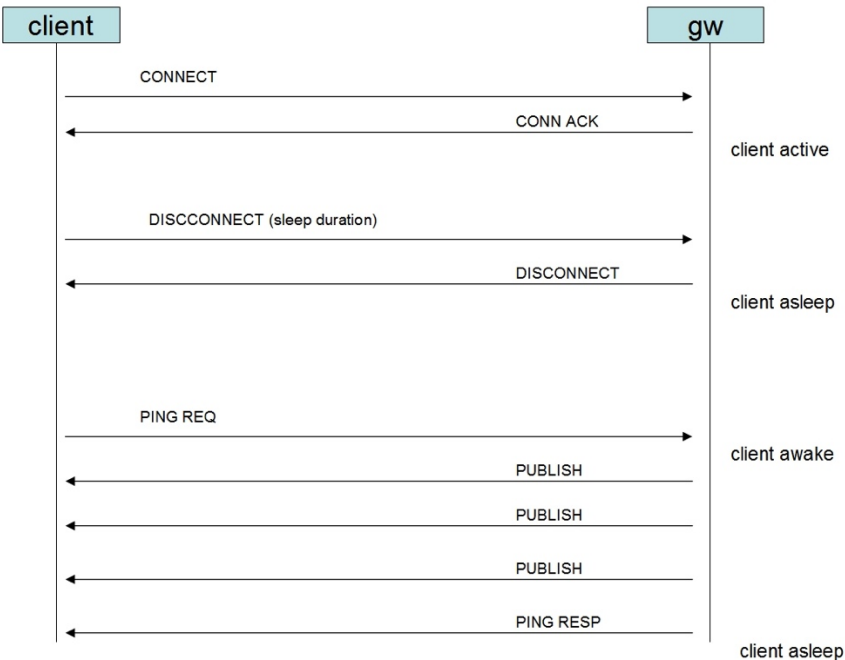 client
gw
CONNECT
CONN ACK
client active
DISCCONNECT (sleep duration)
DISCONNECT
client asleep
PING REQ
client awake
PUBLISH
PUBLISH
PUBLISH
PING RESP
client asleep